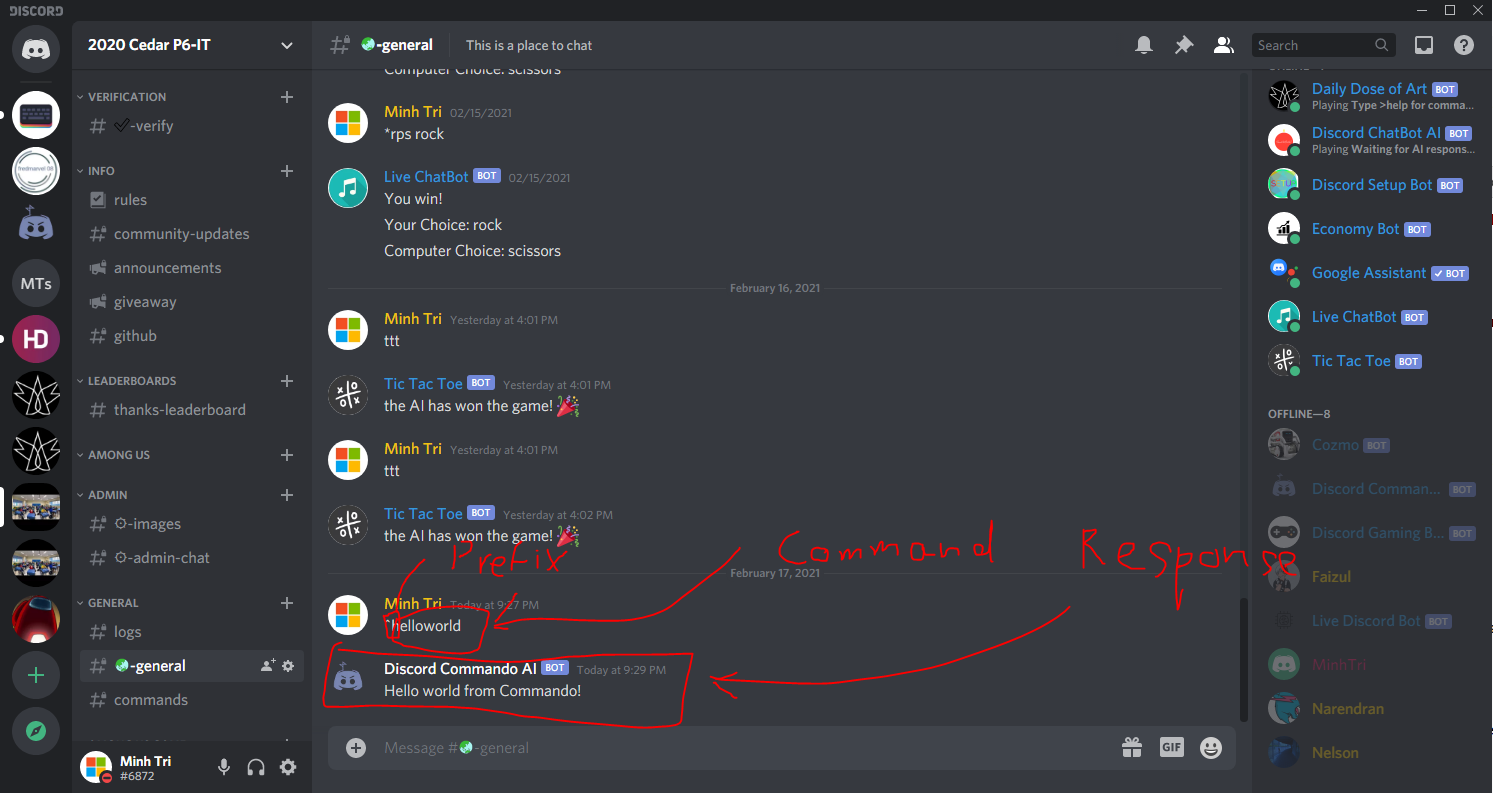 DISCORD
2020 Cedar P6-IT
-general
This is a place to chat
Search
MTs
HD
VERIFICATION
-verify
INFO
rules
community-updates
announcements
giveaway
github
LEADERBOARDS
thanks-leaderboard
AMONG US
ADMIN
-images
-admin-chat
GENERAL
logs
-general
commands
Minh Tri
#6872
Computer Choice: scissors
Minh Tri 02/15/2021
*rps rock
Live ChatBot BOT 02/15/2021
You win!
Your Choice: rock
Computer Choice: scissors
February 16, 2021
Minh Tri Yesterday at 4:01 PM
ttt
Tic Tac Toe BOT Yesterday at 4:01 PM
the AI has won the game!
Minh Tri Yesterday at 4:01 PM
ttt
Tic Tac Toe BOT Yesterday at 4:02 PM
the AI has won the game!
Prefix Command Response
February 17, 2021
Minh Tri Today at 9:27 PM
`helloworld
Discord Commando AI BOT Today at 9:29 PM
Hello world from Commando!
Message #-general
GIF
Daily Dose of Art BOT
Playing Type >help for comma...
Discord ChatBot AI BOT
Playing Waiting for AI respons...
Discord Setup Bot BOT
Economy Bot BOT
Google Assistant ✓ BOT
Live ChatBot BOT
Tic Tac Toe BOT
OFFLINE—8
Cozmo BOT
Discord Comman... BOT
Discord Gaming B... BOT
Faizul
Live Discord Bot BOT
MinhTri
Narendran
Nelson